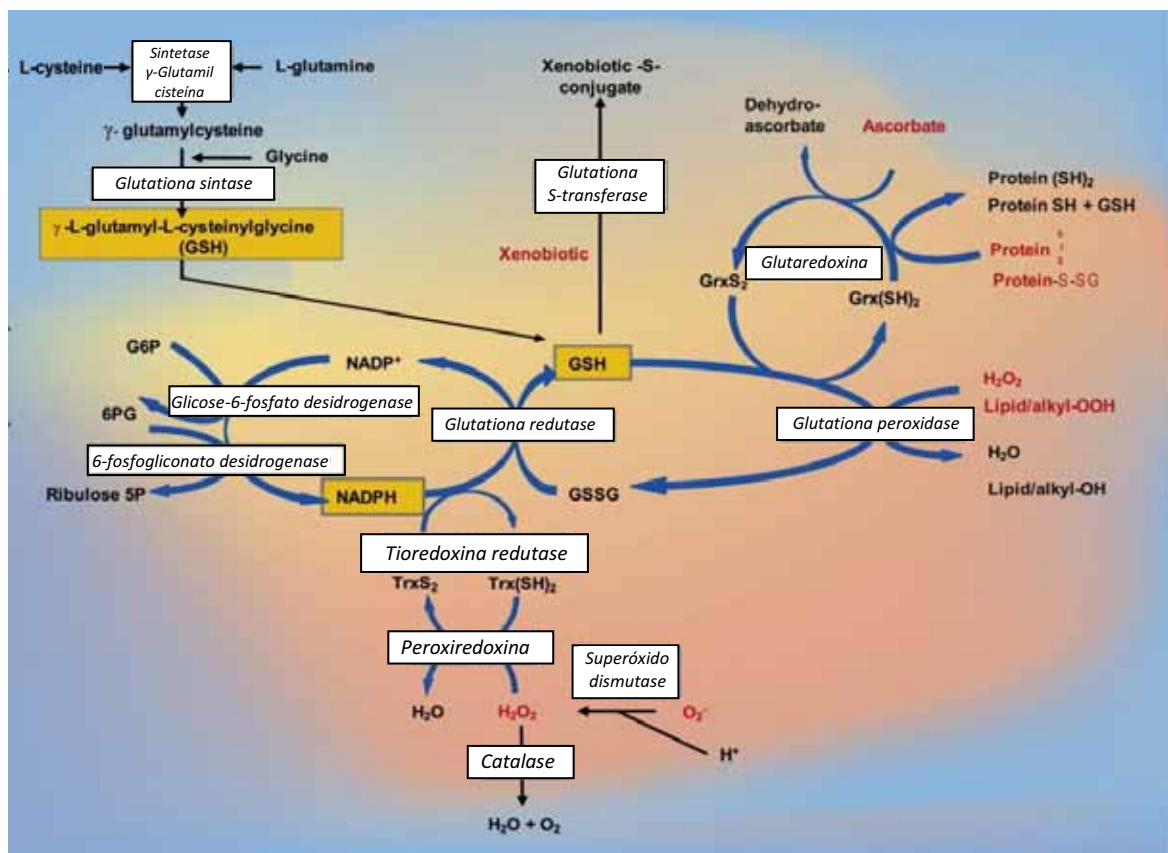 Sintetase
γ-Glutamil
cisteína
L-cysteine
L-glutamine
γ- glutamylcysteine
Glycine
Glutationa sintase
γ-L-glutamyl-L-cysteinylglycine
(GSH)
Xenobiotic -S-
conjugate
Glutationa
S-transferase
Xenobiotic
Dehydro-
ascorbate
Ascorbate
Protein (SH)₂
Protein SH + GSH
Protein
Protein-S-SG
Glutaredoxina
GrxS₂
Grx(SH)₂
G6P
NADP⁺
GSH
Glicose-6-fosfato desidrogenase
6PG
Glutationa redutase
H₂O₂
Lipid/alkyl-OOH
Glutationa peroxidase
6-fosfogliconato desidrogenase
H₂O
Ribulose 5P
NADPH
GSSG
Lipid/alkyl-OH
Tioredoxina redutase
TrxS₂
Trx(SH)₂
Peroxiredoxina
Superóxido
dismutase
H₂O
H₂O₂
O₂⁻
H⁺
Catalase
H₂O + O₂